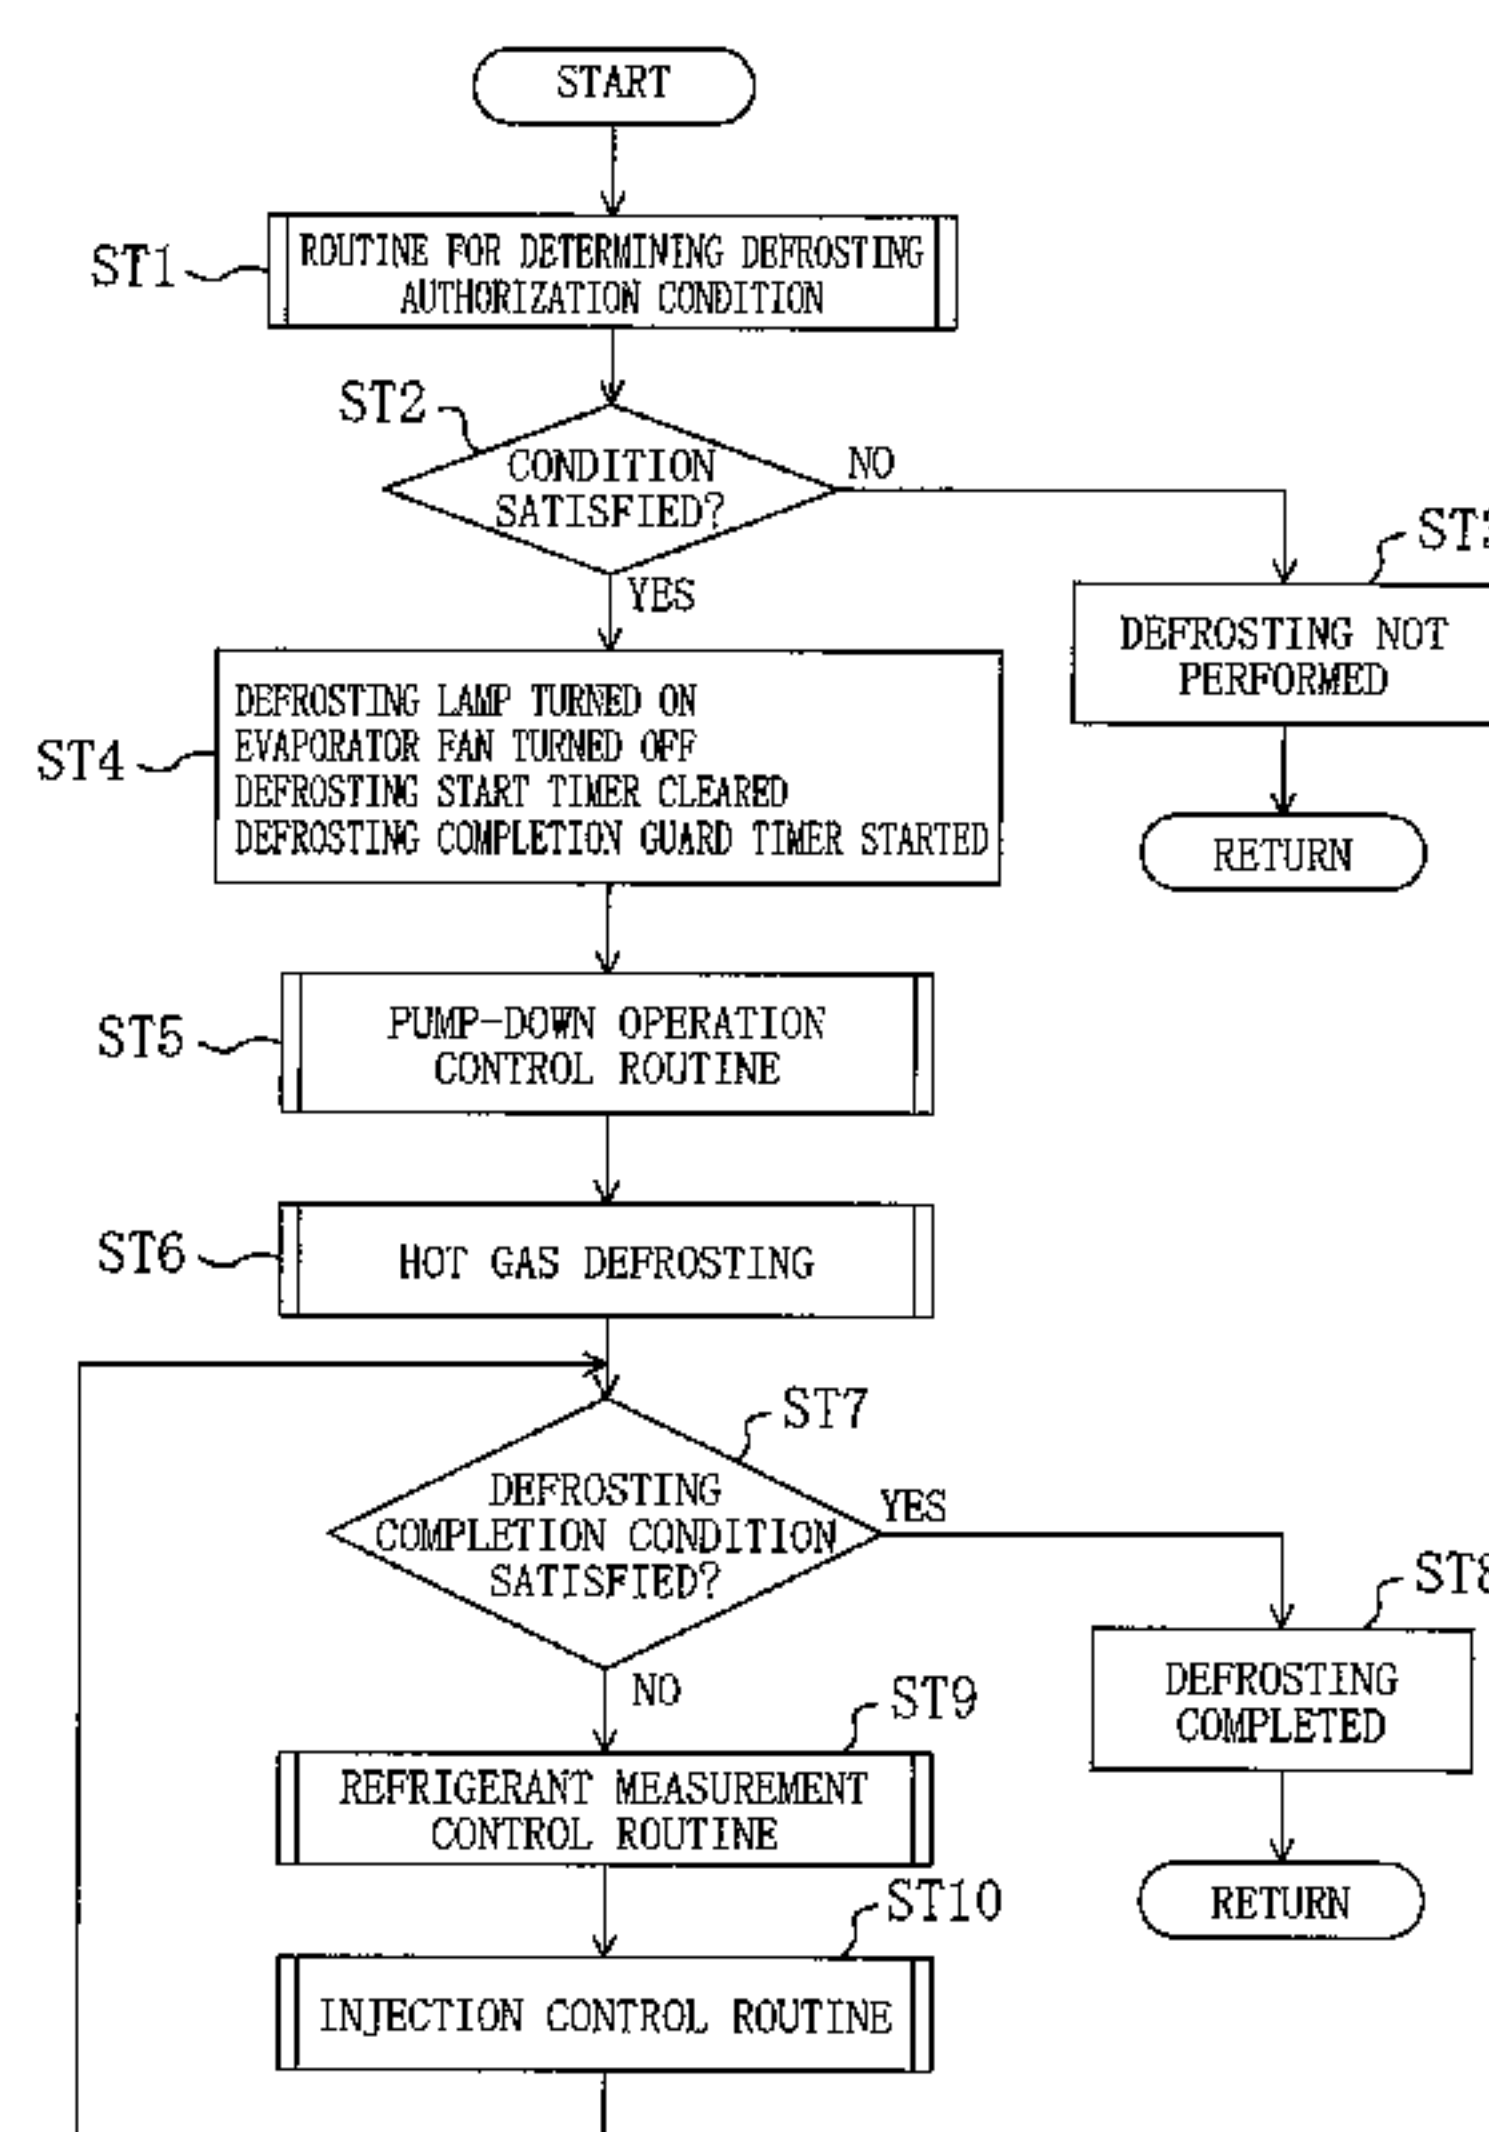 START
ST1
ROUTINE FOR DETERMINING DEFROSTING
AUTHORIZATION CONDITION
ST2
CONDITION
SATISFIED?
NO
YES
DEFROSTING NOT
PERFORMED
RETURN
ST4
DEFROSTING LAMP TURNED ON
EVAPORATOR FAN TURNED OFF
DEFROSTING START TIMER CLEARED
DEFROSTING COMPLETION GUARD TIMER STARTED
ST5
PUMP-DOWN OPERATION
CONTROL ROUTINE
ST6
HOT GAS DEFROSTING
ST7
DEFROSTING
COMPLETION CONDITION
SATISFIED?
YES
NO
ST8
DEFROSTING
COMPLETED
RETURN
ST9
REFRIGERANT MEASUREMENT
CONTROL ROUTINE
ST10
INJECTION CONTROL ROUTINE